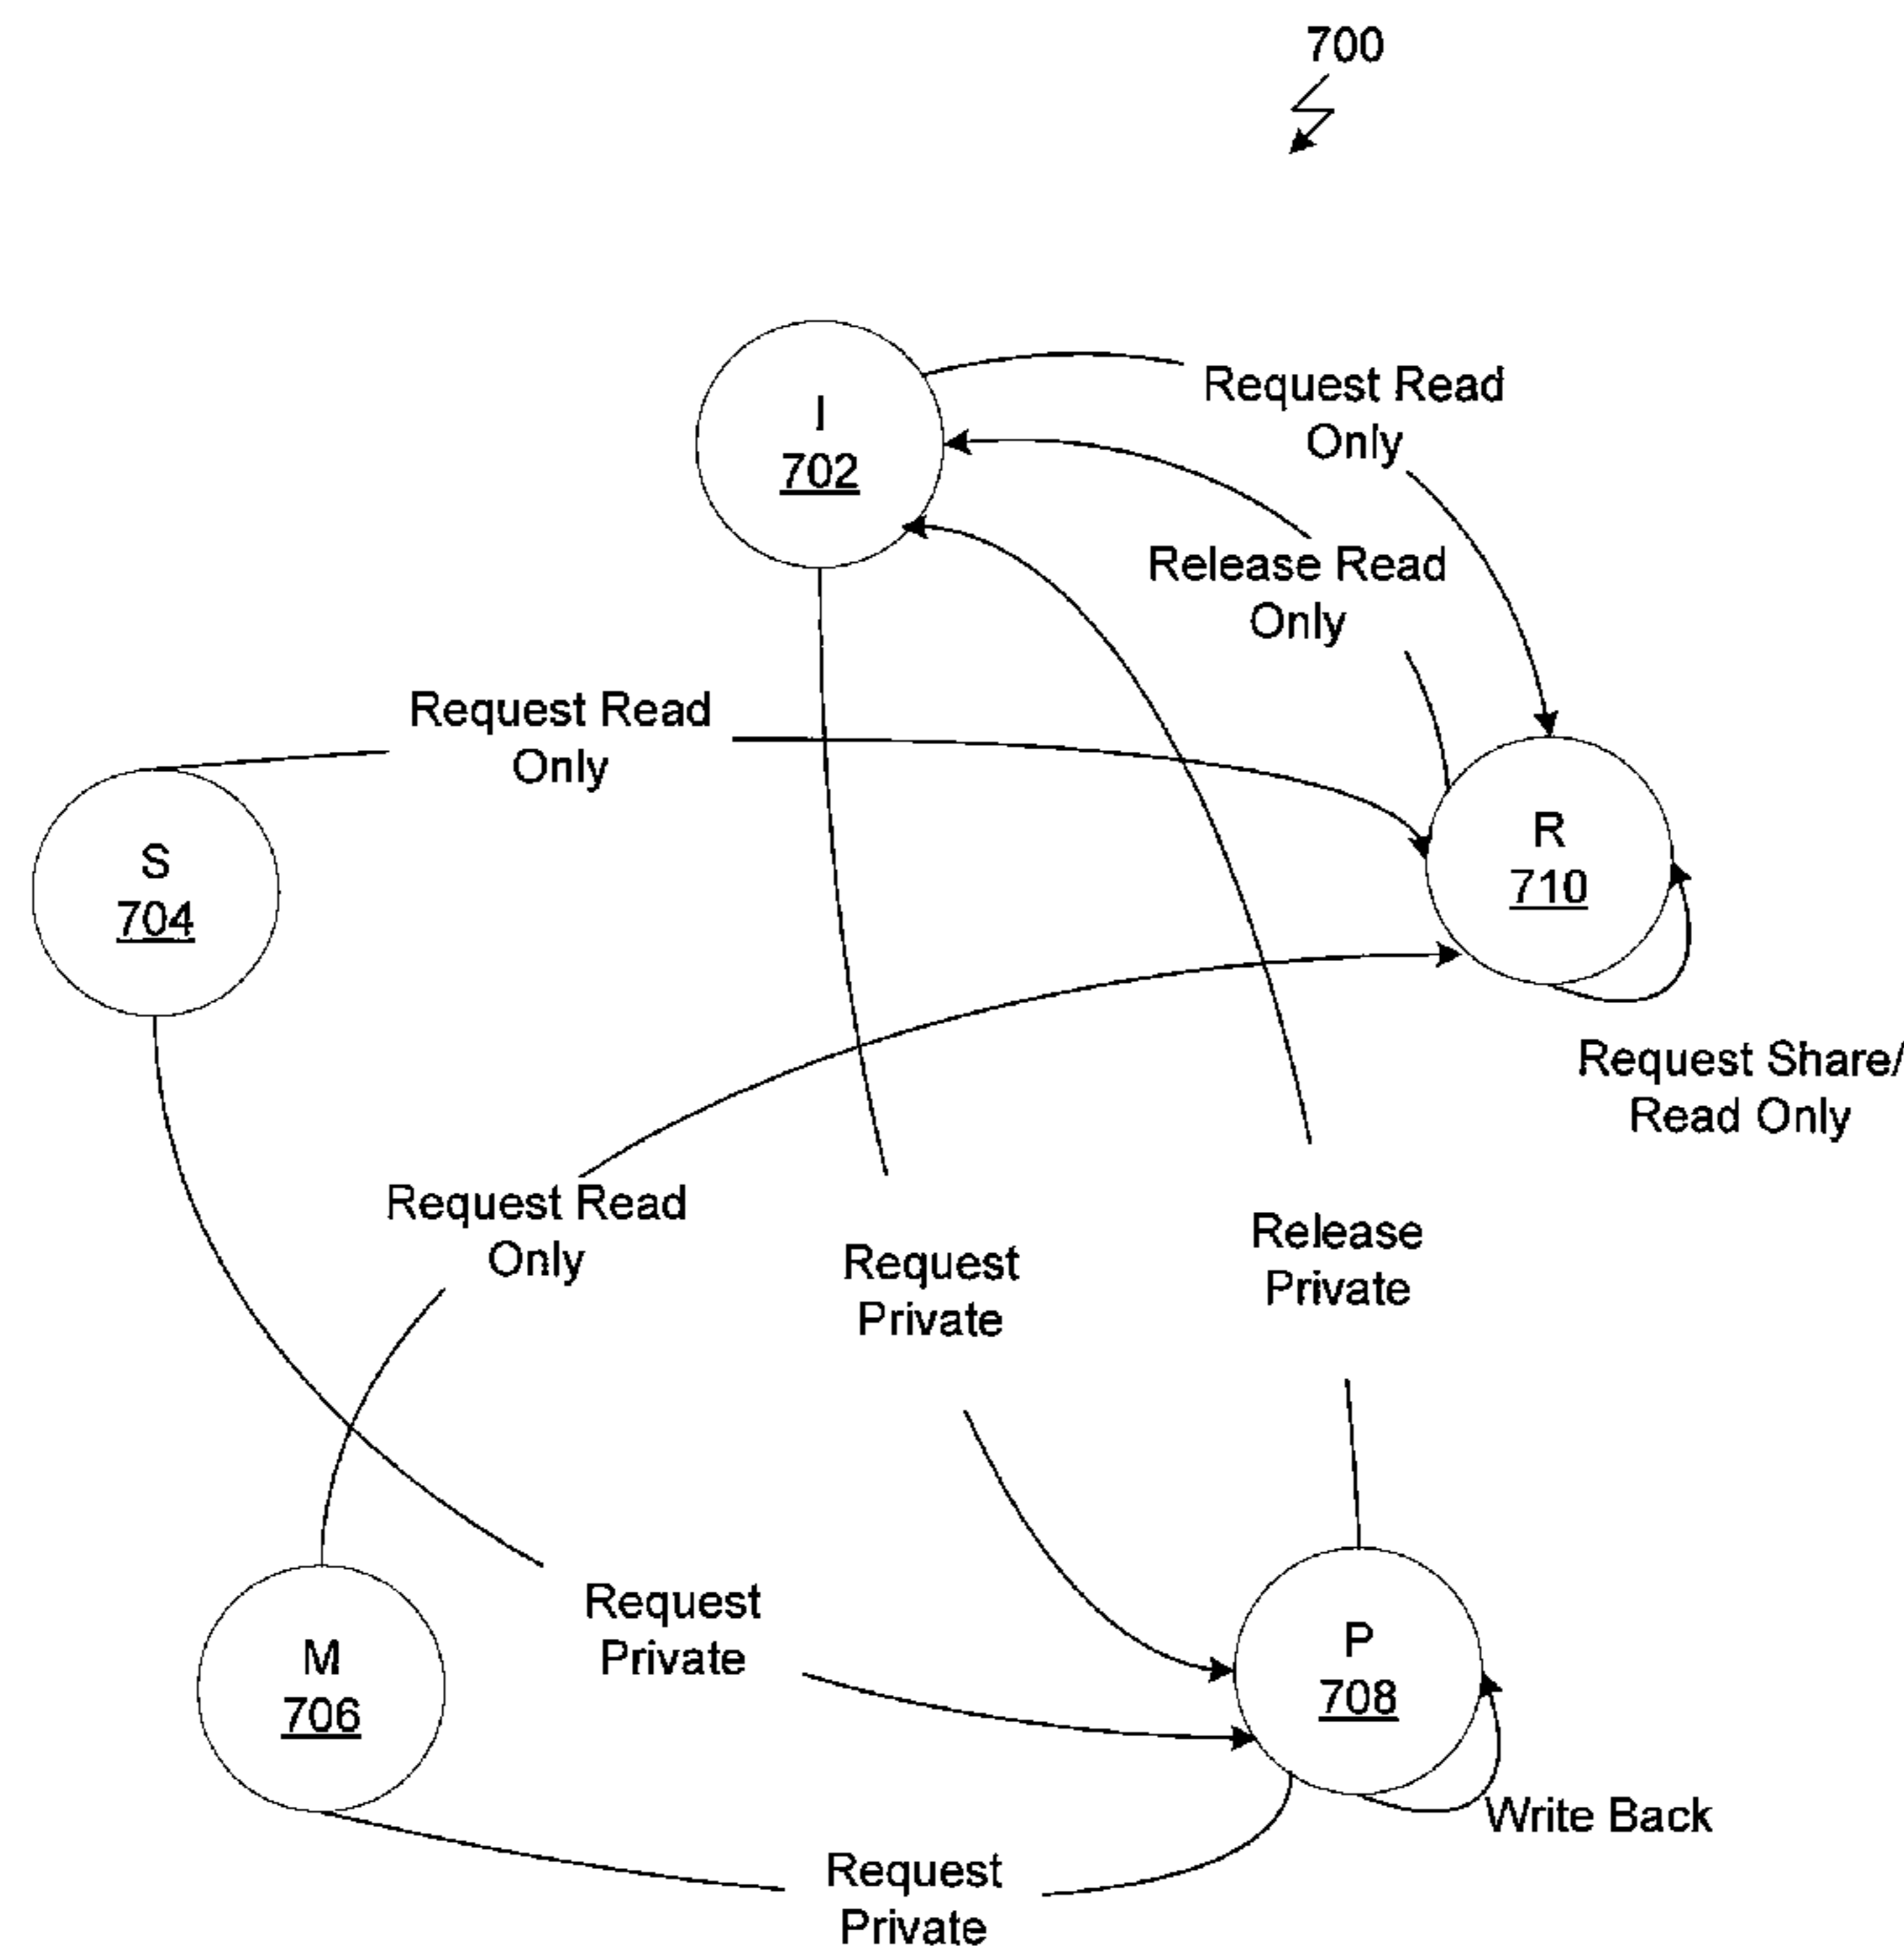 700
I
702
Request Read
Only
Release Read
Only
Request Read
Only
S
704
R
710
Request Share/
Read Only
Request Read
Only
Request
Private
Release
Private
Request
Private
M
706
P
708
Write Back
Request
Private